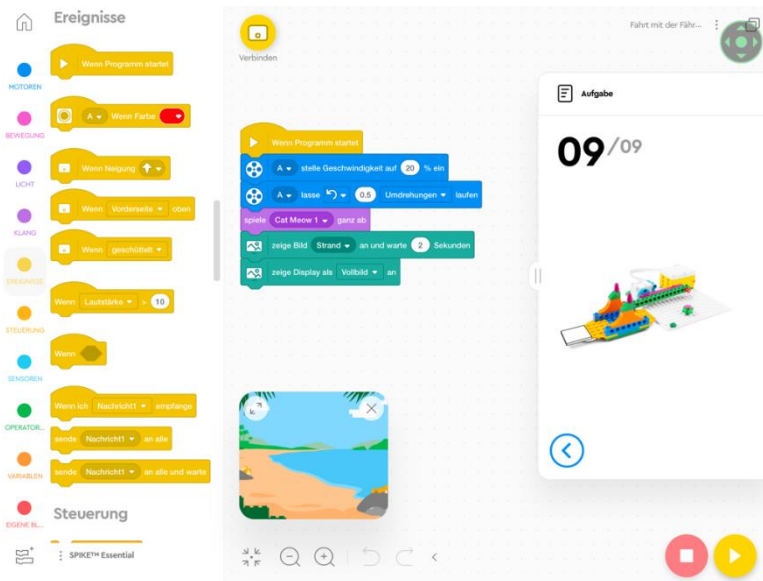 Ereignisse
MOTOREN
BEWEGUNG
LICHT
KLANG
EREIGNISSE
STEUERUNG
SENSOREN
OPERATOR...
VARIABLEN
EIGENE BL...
Wenn Programm startet
A Wenn Farbe
Wenn Neigung
Wenn Vorderseite oben
Wenn geschüttelt
Wenn Lautstärke > 10
Wenn
Wenn ich Nachricht1 empfange
sende Nachricht1 an alle
sende Nachricht1 an alle und warte
Steuerung
SPIKE™ Essential
Verbinden
Wenn Programm startet
A stelle Geschwindigkeit auf 20 % ein
A lasse 0.5 Umdrehungen laufen
spiele Cat Meow 1 ganz ab
zeige Bild Strand an und warte 2 Sekunden
zeige Display als Vollbild an
Fahrt mit der Fähr...
Aufgabe
09/09